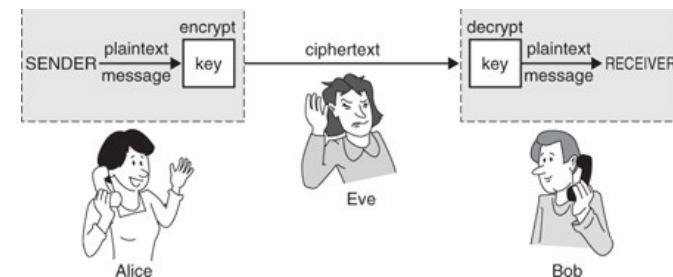 encrypt
SENDER plaintext message key
ciphertext
decrypt
key plaintext message RECEIVER
Eve
Alice
Bob